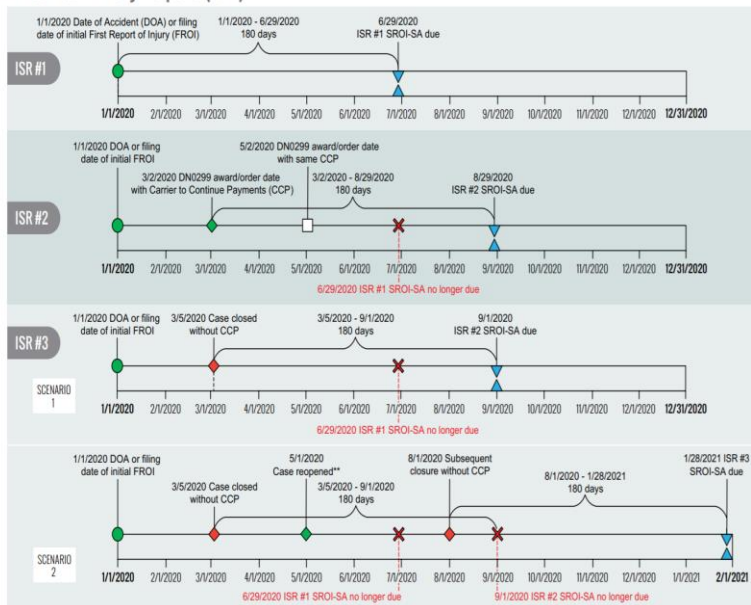 1/1/2020 Date of Accident (DOA) or filing
date of initial First Report of Injury (FROI)
1/1/2020 - 6/29/2020
180 days
6/29/2020
ISR #1 SROI-SA due
ISR #1
1/1/2020 2/1/2020 3/1/2020 4/1/2020 5/1/2020 6/1/2020 7/1/2020 8/1/2020 9/1/2020 10/1/2020 11/1/2020 12/1/2020 12/31/2020
1/1/2020 DOA or filing
date of initial FROI
5/2/2020 DN0299 award/order date
with same CCP
3/2/2020 DN0299 award/order date
with Carrier to Continue Payments (CCP)
3/2/2020 - 8/29/2020
180 days
8/29/2020
ISR #2 SROI-SA due
ISR #2
1/1/2020 2/1/2020 3/1/2020 4/1/2020 5/1/2020 6/1/2020 7/1/2020 8/1/2020 9/1/2020 10/1/2020 11/1/2020 12/1/2020 12/31/2020
6/29/2020 ISR #1 SROI-SA no longer due
1/1/2020 DOA or filing
date of initial FROI
3/5/2020 Case closed
without CCP
3/5/2020 - 9/1/2020
180 days
9/1/2020
ISR #2 SROI-SA due
ISR #3
SCENARIO
1
1/1/2020 2/1/2020 3/1/2020 4/1/2020 5/1/2020 6/1/2020 7/1/2020 8/1/2020 9/1/2020 10/1/2020 11/1/2020 12/1/2020 12/31/2020
6/29/2020 ISR #1 SROI-SA no longer due
1/1/2020 DOA or filing
date of initial FROI
5/1/2020
Case reopened**
8/1/2020 Subsequent
closure without CCP
1/28/2021 ISR #3
SROI-SA due
3/5/2020 Case closed
without CCP
3/5/2020 - 9/1/2020
180 days
8/1/2020 - 1/28/2021
180 days
SCENARIO
2
1/1/2020 2/1/2020 3/1/2020 4/1/2020 5/1/2020 6/1/2020 7/1/2020 8/1/2020 9/1/2020 10/1/2020 11/1/2020 12/1/2020 1/1/2021 2/1/2021
6/29/2020 ISR #1 SROI-SA no longer due
9/1/2020 ISR #2 SROI-SA no longer due